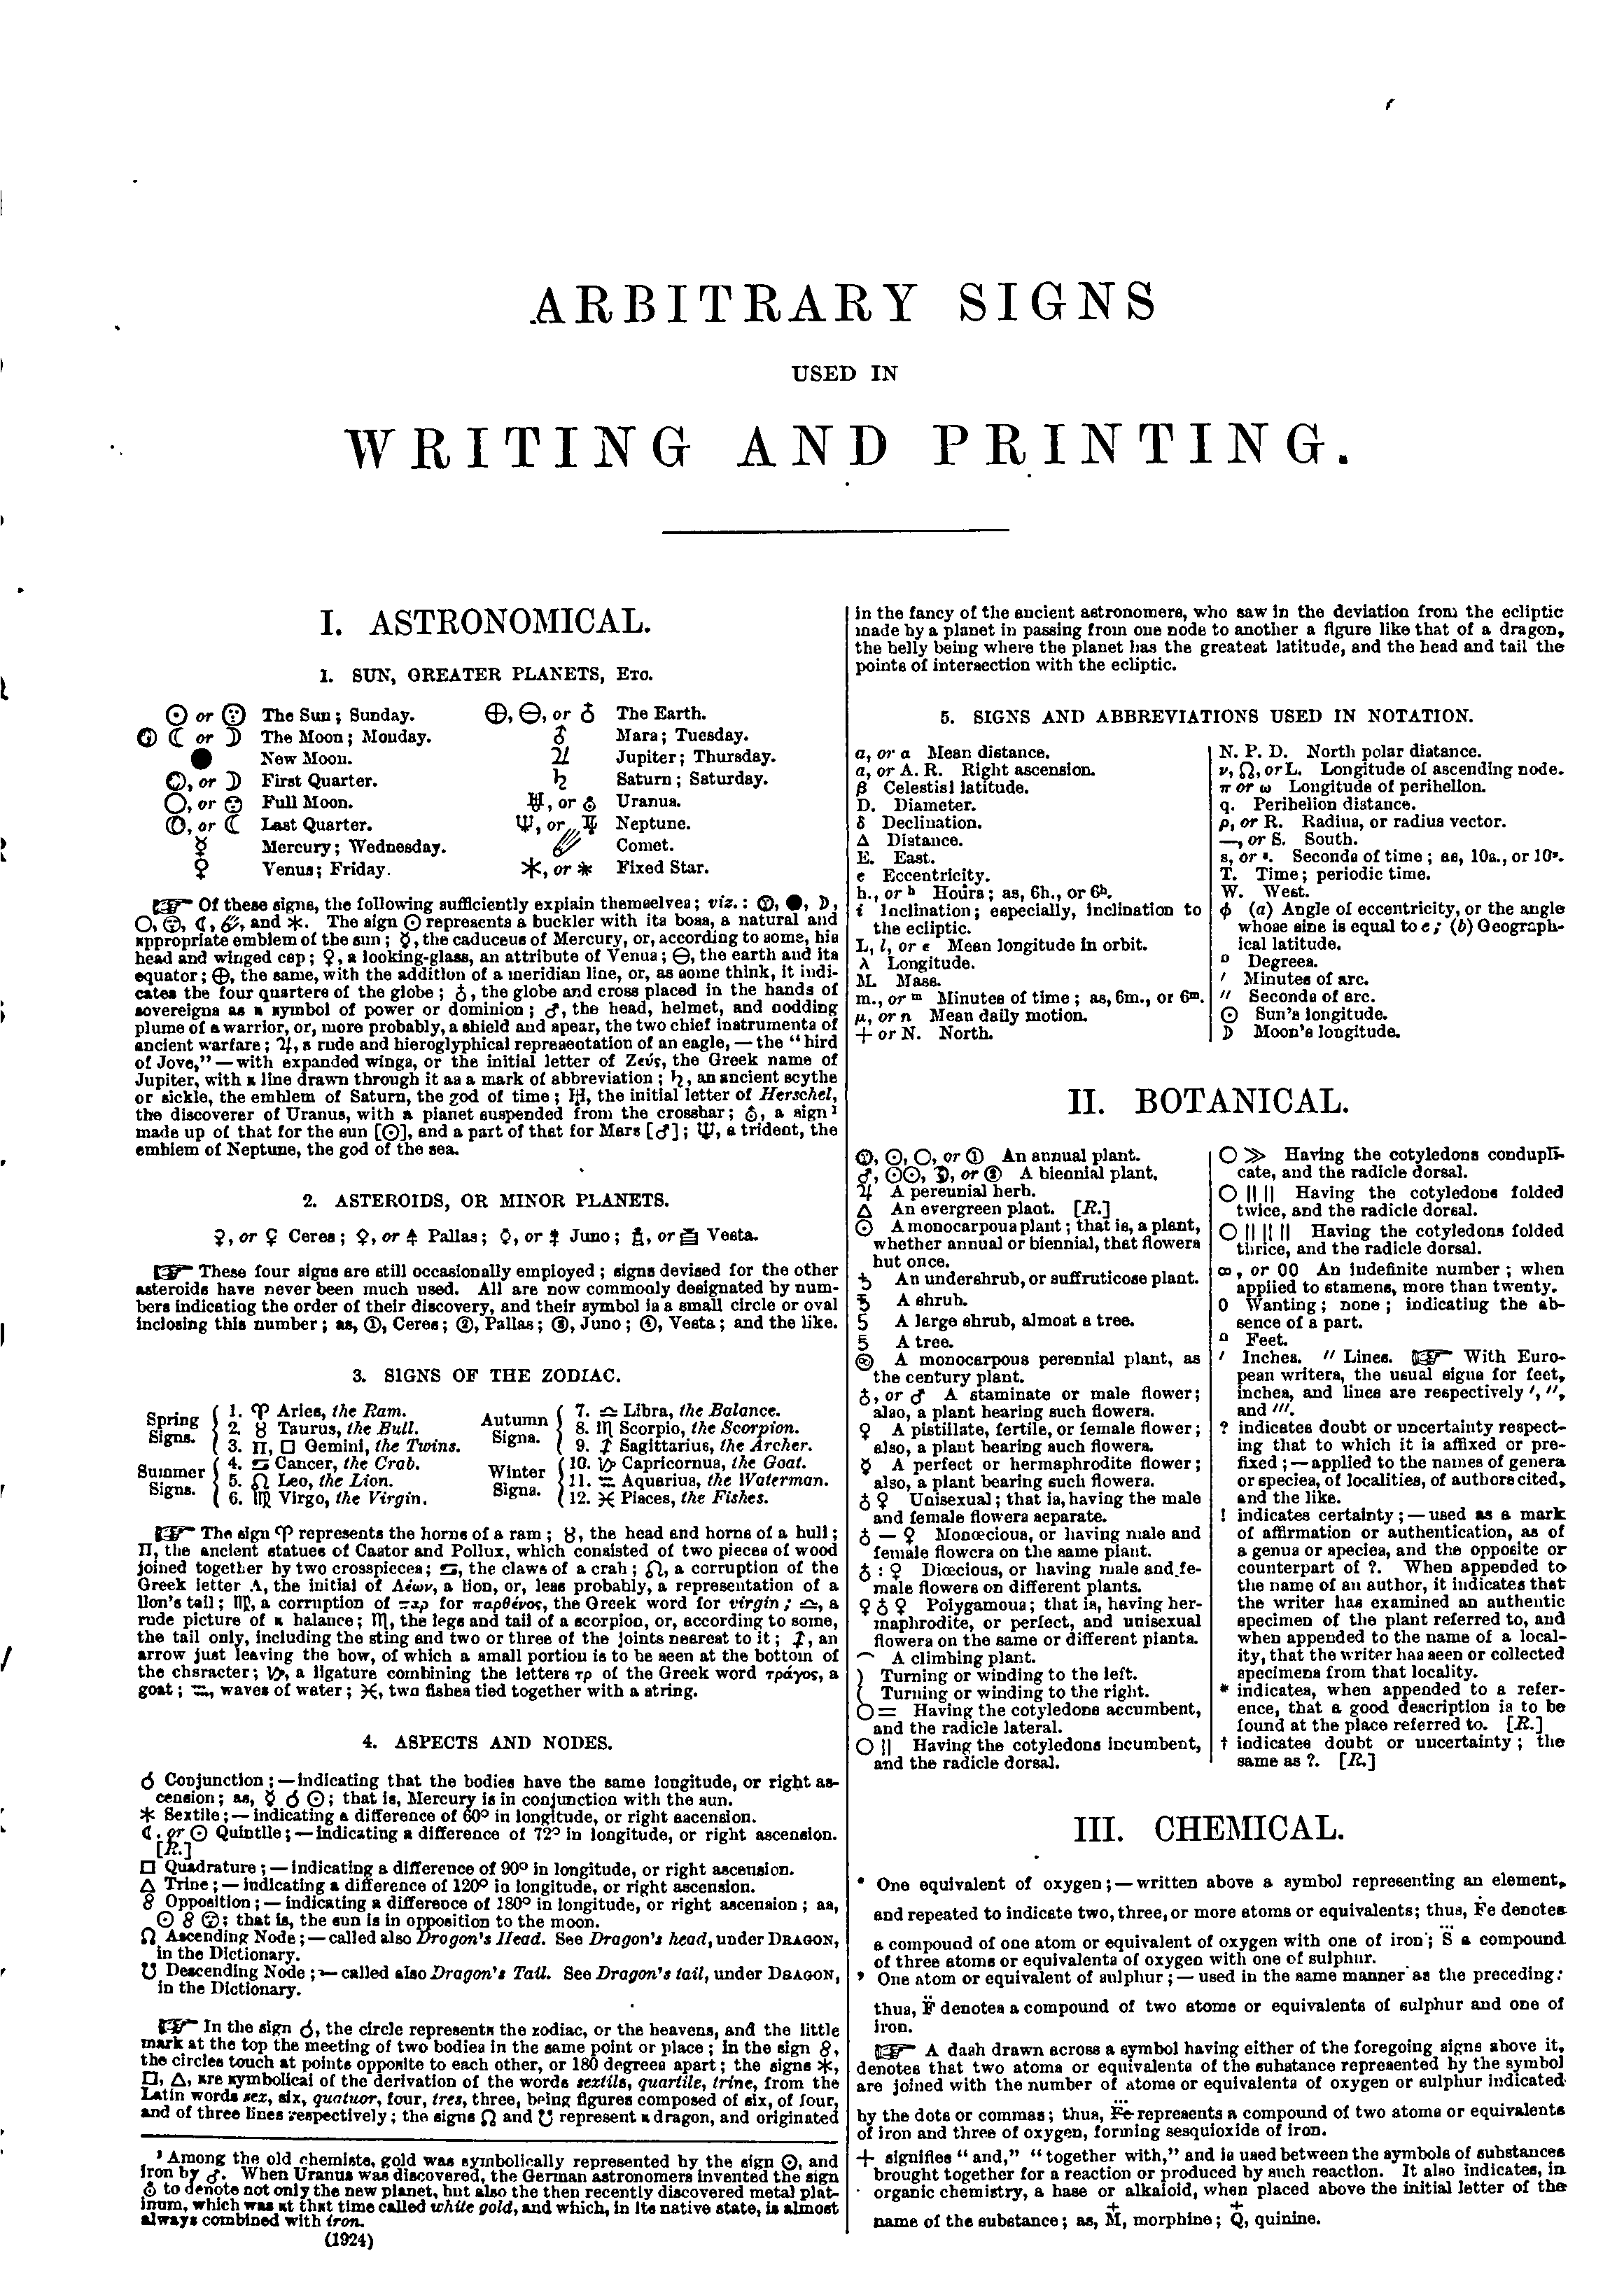 ARBITRARY SIGNS
USED IN
WRITING AND PRINTING.
I. ASTRONOMICAL.
1. SUN, GREATER PLANETS, ETC.
☉ or The Sun; Sunday.
☾ or ☽ The Moon; Monday.
● New Moon.
, or ☽ First Quarter.
○, or Full Moon.
, or ☾ Last Quarter.
☿ Mercury; Wednesday.
♀ Venus; Friday.
⊕, ⊖, or ♁ The Earth.
♂ Mars; Tuesday.
♃ Jupiter; Thursday.
♄ Saturn; Saturday.
♅, or ⛢ Uranus.
♆, or Neptune.
☄ Comet.
✳, or * Fixed Star.
☞ Of these signs, the following sufficiently explain themselves; viz.: , ●, ☽,
○, , ☾, ☄, and ✳. The sign ☉ represents a buckler with its boss, a natural and
appropriate emblem of the sun; ☿, the caduceus of Mercury, or, according to some, his
head and winged cap; ♀, a looking-glass, an attribute of Venus; ⊖, the earth and its
equator; ⊕, the same, with the addition of a meridian line, or, as some think, it indi-
cates the four quarters of the globe; ♁, the globe and cross placed in the hands of
sovereigns as a symbol of power or dominion; ♂, the head, helmet, and nodding
plume of a warrior, or, more probably, a shield and spear, the two chief instruments of
ancient warfare; ♃, a rude and hieroglyphical representation of an eagle, — the "bird
of Jove," — with expanded wings, or the initial letter of Ζεύς, the Greek name of
Jupiter, with a line drawn through it as a mark of abbreviation; ♄, an ancient scythe
or sickle, the emblem of Saturn, the god of time; ♅, the initial letter of Herschel,
the discoverer of Uranus, with a planet suspended from the crossbar; ⛢, a sign¹
made up of that for the sun [☉], and a part of that for Mars [♂]; ♆, a trident, the
emblem of Neptune, the god of the sea.
2. ASTEROIDS, OR MINOR PLANETS.
⚳, or Ceres; ♀, or ⚴ Pallas; , or ⚵ Juno; , or Vesta.
☞ These four signs are still occasionally employed; signs devised for the other
asteroids have never been much used. All are now commonly designated by num-
bers indicating the order of their discovery, and their symbol is a small circle or oval
inclosing this number; as, ①, Ceres; ②, Pallas; ③, Juno; ④, Vesta; and the like.
3. SIGNS OF THE ZODIAC.
Spring Signs.
1. ♈ Aries, the Ram.
2. ♉ Taurus, the Bull.
3. ♊, □ Gemini, the Twins.
Summer Signs.
4. ♋ Cancer, the Crab.
5. ♌ Leo, the Lion.
6. ♍ Virgo, the Virgin.
Autumn Signs.
7. ♎ Libra, the Balance.
8. ♏ Scorpio, the Scorpion.
9. ♐ Sagittarius, the Archer.
Winter Signs.
10. ♑ Capricornus, the Goat.
11. ♒ Aquarius, the Waterman.
12. ♓ Pisces, the Fishes.
☞ The sign ♈ represents the horns of a ram; ♉, the head and horns of a bull;
♊, the ancient statues of Castor and Pollux, which consisted of two pieces of wood
joined together by two crosspieces; ♋, the claws of a crab; ♌, a corruption of the
Greek letter Λ, the initial of Λέων, a lion, or, less probably, a representation of a
lion's tail; ♍, a corruption of παρ for παρθένος, the Greek word for virgin; ♎, a
rude picture of a balance; ♏, the legs and tail of a scorpion, or, according to some,
the tail only, including the sting and two or three of the joints nearest to it; ♐, an
arrow just leaving the bow, of which a small portion is to be seen at the bottom of
the character; ♑, a ligature combining the letters τρ of the Greek word τράγος, a
goat; ♒, waves of water; ♓, two fishes tied together with a string.
4. ASPECTS AND NODES.
☌ Conjunction; — indicating that the bodies have the same longitude, or right as-
cension; as, ☿ ☌ ☉; that is, Mercury is in conjunction with the sun.
✳ Sextile; — indicating a difference of 60° in longitude, or right ascension.
☾. or ☉ Quintile; — indicating a difference of 72° in longitude, or right ascension.
[R.]
□ Quadrature; — indicating a difference of 90° in longitude, or right ascension.
△ Trine; — indicating a difference of 120° in longitude, or right ascension.
☍ Opposition; — indicating a difference of 180° in longitude, or right ascension; as,
☉ ☍ ; that is, the sun is in opposition to the moon.
☊ Ascending Node; — called also Dragon's Head. See Dragon's head, under DRAGON,
in the Dictionary.
☋ Descending Node; — called also Dragon's Tail. See Dragon's tail, under DRAGON,
in the Dictionary.
☞ In the sign ☌, the circle represents the zodiac, or the heavens, and the little
mark at the top the meeting of two bodies in the same point or place; in the sign ☍,
the circles touch at points opposite to each other, or 180 degrees apart; the signs ✳,
□, △, are symbolical of the derivation of the words sextile, quartile, trine, from the
Latin words sex, six, quatuor, four, tres, three, being figures composed of six, of four,
and of three lines respectively; the signs ☊ and ☋ represent a dragon, and originated
¹ Among the old chemists, gold was symbolically represented by the sign ☉, and
iron by ♂. When Uranus was discovered, the German astronomers invented the sign
⛢ to denote not only the new planet, but also the then recently discovered metal plat-
inum, which was at that time called white gold, and which, in its native state, is almost
always combined with iron.
(1924)
in the fancy of the ancient astronomers, who saw in the deviation from the ecliptic
made by a planet in passing from one node to another a figure like that of a dragon,
the belly being where the planet has the greatest latitude, and the head and tail the
points of intersection with the ecliptic.
5. SIGNS AND ABBREVIATIONS USED IN NOTATION.
a, or α Mean distance.
α, or A. R. Right ascension.
β Celestial latitude.
D. Diameter.
δ Declination.
Δ Distance.
E. East.
e Eccentricity.
h., or ʰ Hours; as, 6h., or 6ʰ.
i Inclination; especially, inclination to
the ecliptic.
L, l, or ε Mean longitude in orbit.
λ Longitude.
M. Mass.
m., or ᵐ Minutes of time; as, 6m., or 6ᵐ.
μ, or n Mean daily motion.
+ or N. North.
N. P. D. North polar distance.
ν, ☊, or L. Longitude of ascending node.
π or ω Longitude of perihelion.
q. Perihelion distance.
ρ, or R. Radius, or radius vector.
—, or S. South.
s, or ˢ. Seconds of time; as, 10s., or 10ˢ.
T. Time; periodic time.
W. West.
φ (a) Angle of eccentricity, or the angle
whose sine is equal to e; (b) Geograph-
ical latitude.
° Degrees.
′ Minutes of arc.
″ Seconds of arc.
☉ Sun's longitude.
☽ Moon's longitude.
II. BOTANICAL.
, ☉, ○, or ① An annual plant.
♂, ☉☉, , or ② A biennial plant.
♃ A perennial herb.
△ An evergreen plant. [R.]
☉ A monocarpous plant; that is, a plant,
whether annual or biennial, that flowers
but once.
An undershrub, or suffruticose plant.
A shrub.
5 A large shrub, almost a tree.
5 A tree.
A monocarpous perennial plant, as
the century plant.
♁, or ♂ A staminate or male flower;
also, a plant bearing such flowers.
♀ A pistillate, fertile, or female flower;
also, a plant bearing such flowers.
☿ A perfect or hermaphrodite flower;
also, a plant bearing such flowers.
♁ ♀ Unisexual; that is, having the male
and female flowers separate.
♁ — ♀ Monœcious, or having male and
female flowers on the same plant.
♁ : ♀ Diœcious, or having male and fe-
male flowers on different plants.
♀ ♁ ♀ Polygamous; that is, having her-
maphrodite, or perfect, and unisexual
flowers on the same or different plants.
⌒ A climbing plant.
) Turning or winding to the left.
( Turning or winding to the right.
○= Having the cotyledons accumbent,
and the radicle lateral.
○ || Having the cotyledons incumbent,
and the radicle dorsal.
○ ≫ Having the cotyledons condupli-
cate, and the radicle dorsal.
○ || || Having the cotyledons folded
twice, and the radicle dorsal.
○ || || || Having the cotyledons folded
thrice, and the radicle dorsal.
∞, or 00 An indefinite number; when
applied to stamens, more than twenty.
0 Wanting; none; indicating the ab-
sence of a part.
° Feet.
′ Inches. ″ Lines. ☞ With Euro-
pean writers, the usual signs for feet,
inches, and lines are respectively ′, ″,
and ‴.
? indicates doubt or uncertainty respect-
ing that to which it is affixed or pre-
fixed; — applied to the names of genera
or species, of localities, of authors cited,
and the like.
! indicates certainty; — used as a mark
of affirmation or authentication, as of
a genus or species, and the opposite or
counterpart of ?. When appended to
the name of an author, it indicates that
the writer has examined an authentic
specimen of the plant referred to, and
when appended to the name of a local-
ity, that the writer has seen or collected
specimens from that locality.
* indicates, when appended to a refer-
ence, that a good description is to be
found at the place referred to. [R.]
† indicates doubt or uncertainty; the
same as ?. [R.]
III. CHEMICAL.
• One equivalent of oxygen; — written above a symbol representing an element,
and repeated to indicate two, three, or more atoms or equivalents; thus, Ḟe denotes
a compound of one atom or equivalent of oxygen with one of iron; S⃛ a compound
of three atoms or equivalents of oxygen with one of sulphur.
, One atom or equivalent of sulphur; — used in the same manner as the preceding:
thus, F̎ denotes a compound of two atoms or equivalents of sulphur and one of
iron.
☞ A dash drawn across a symbol having either of the foregoing signs above it,
denotes that two atoms or equivalents of the substance represented by the symbol
are joined with the number of atoms or equivalents of oxygen or sulphur indicated
by the dots or commas; thus, F̶e̶⃛ represents a compound of two atoms or equivalents
of iron and three of oxygen, forming sesquioxide of iron.
+ signifies "and," "together with," and is used between the symbols of substances
brought together for a reaction or produced by such reaction. It also indicates, in
organic chemistry, a base or alkaloid, when placed above the initial letter of the
name of the substance; as, M⁺, morphine; Q⁺, quinine.